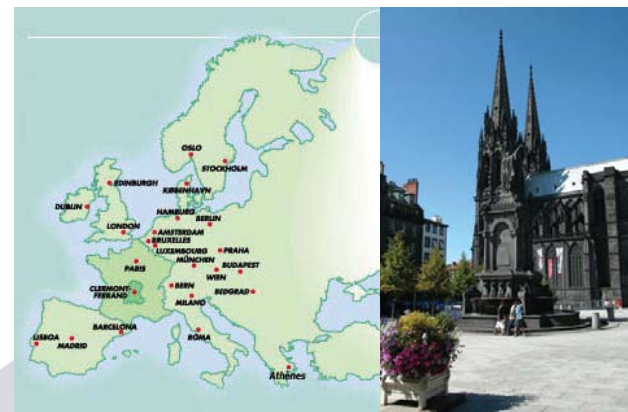 OSLO
STOCKHOLM
EDINBURGH
KØBENHAVN
DUBLIN
HAMBURG
BERLIN
LONDON
AMSTERDAM
BRUXELLES
LUXEMBOURG
PRAHA
PARIS
MÜNCHEN
BUDAPEST
WIEN
CLERMONT-
FERRAND
BERN
BEOGRAD
MILANO
BARCELONA
LISBOA
MADRID
ROMA
Athènes